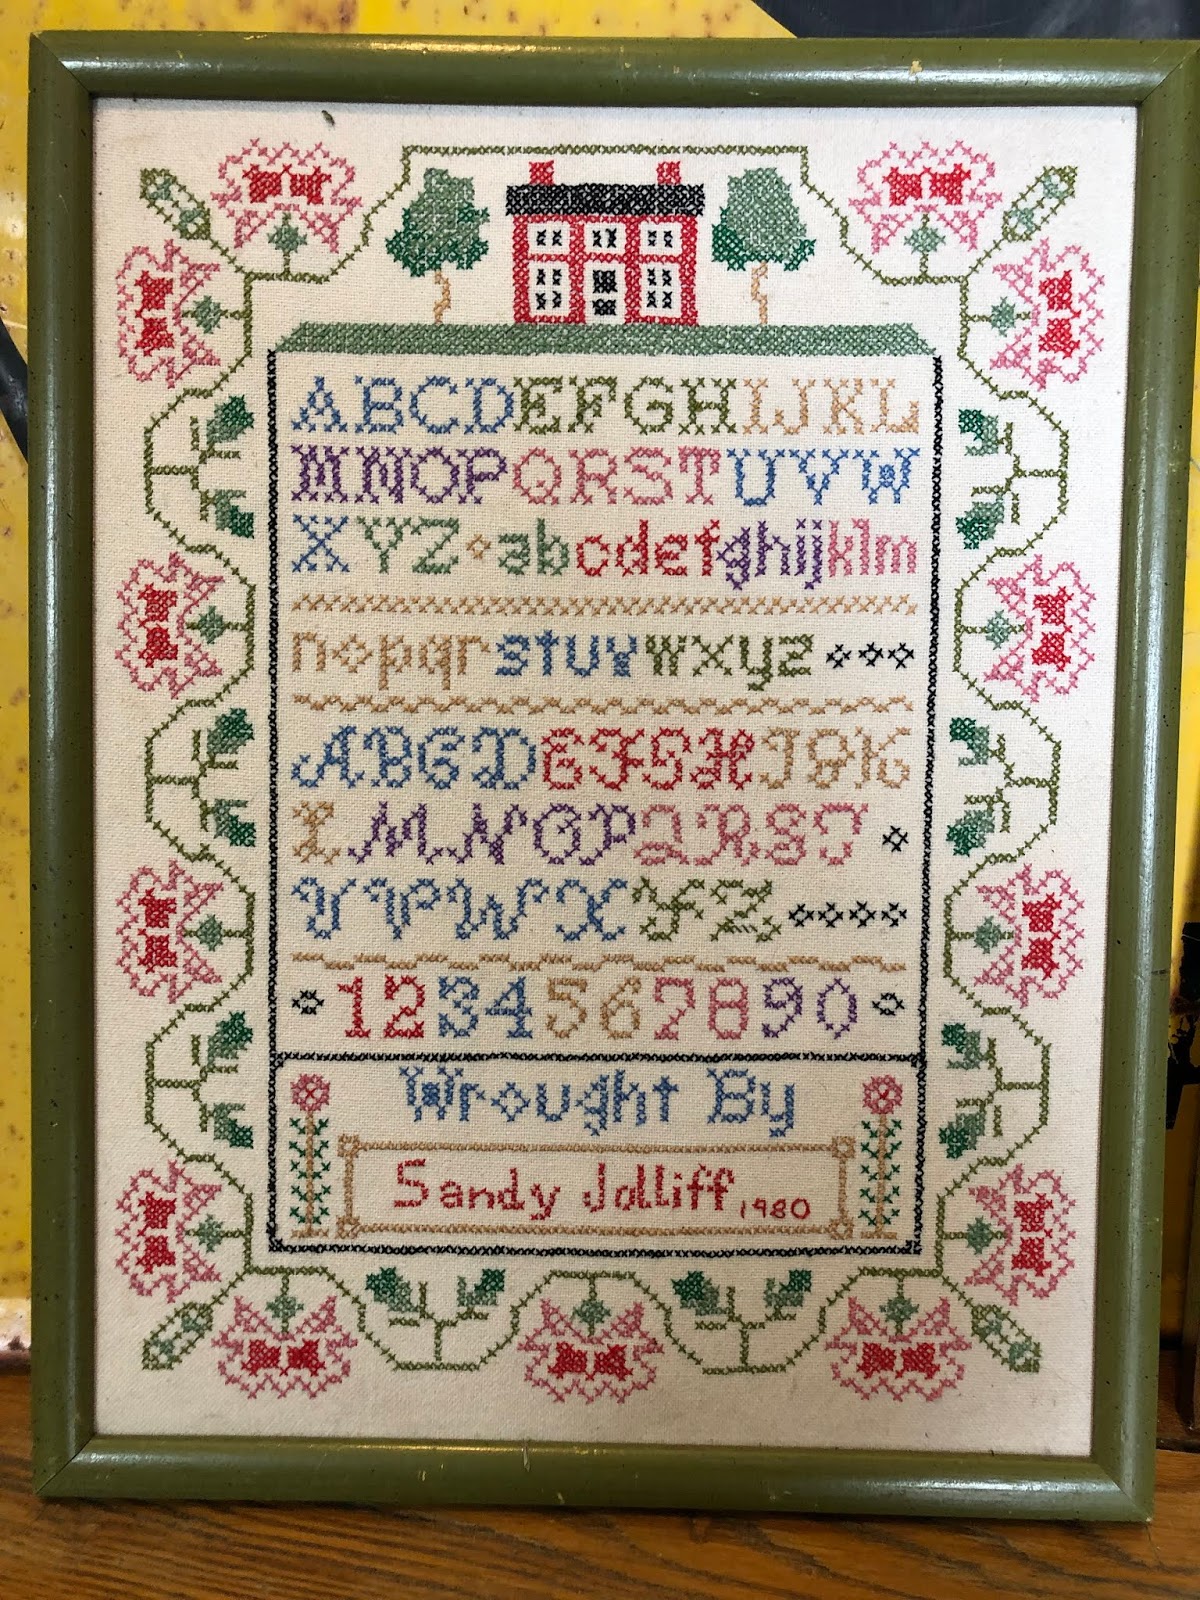 ABCDEFGHIJKL
MNOPQRSTUVW
XYZ abcdefghijklm
nopqrstuvwxyz
ABCDEFGHIJK
LMNOPQRST
UVWXYZ
1234567890
Wrought By
Sandy Jolliff 1980